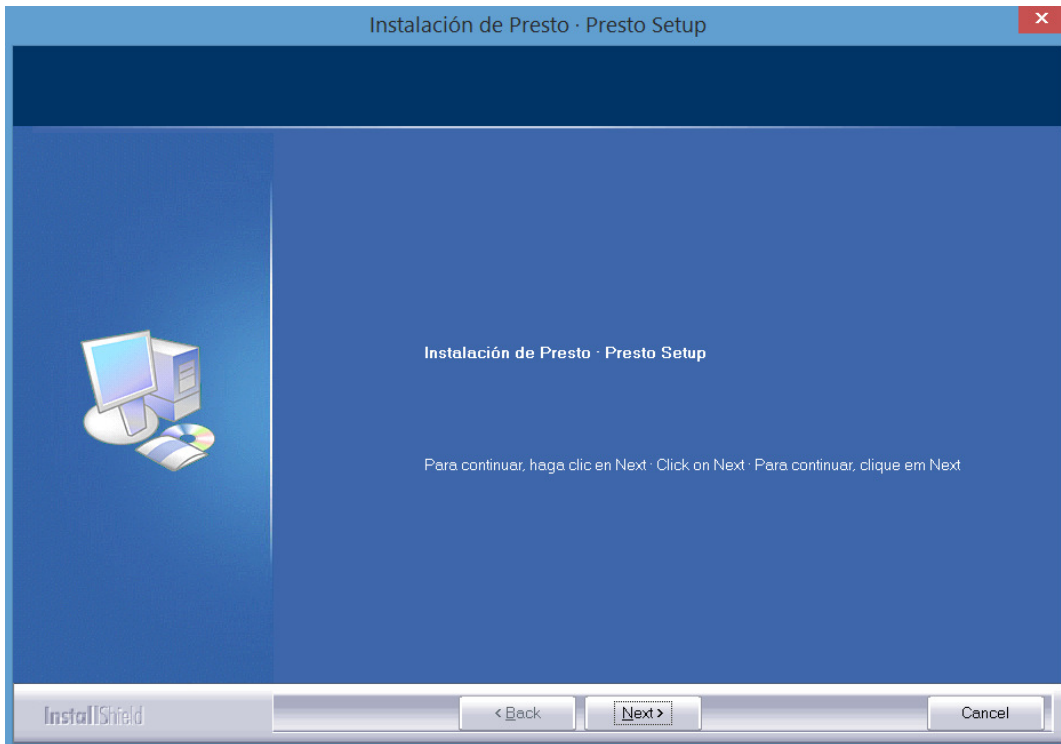 Instalación de Presto · Presto Setup
Instalación de Presto · Presto Setup
Para continuar, haga clic en Next · Click on Next · Para continuar, clique em Next
InstallShield
< Back
Next >
Cancel